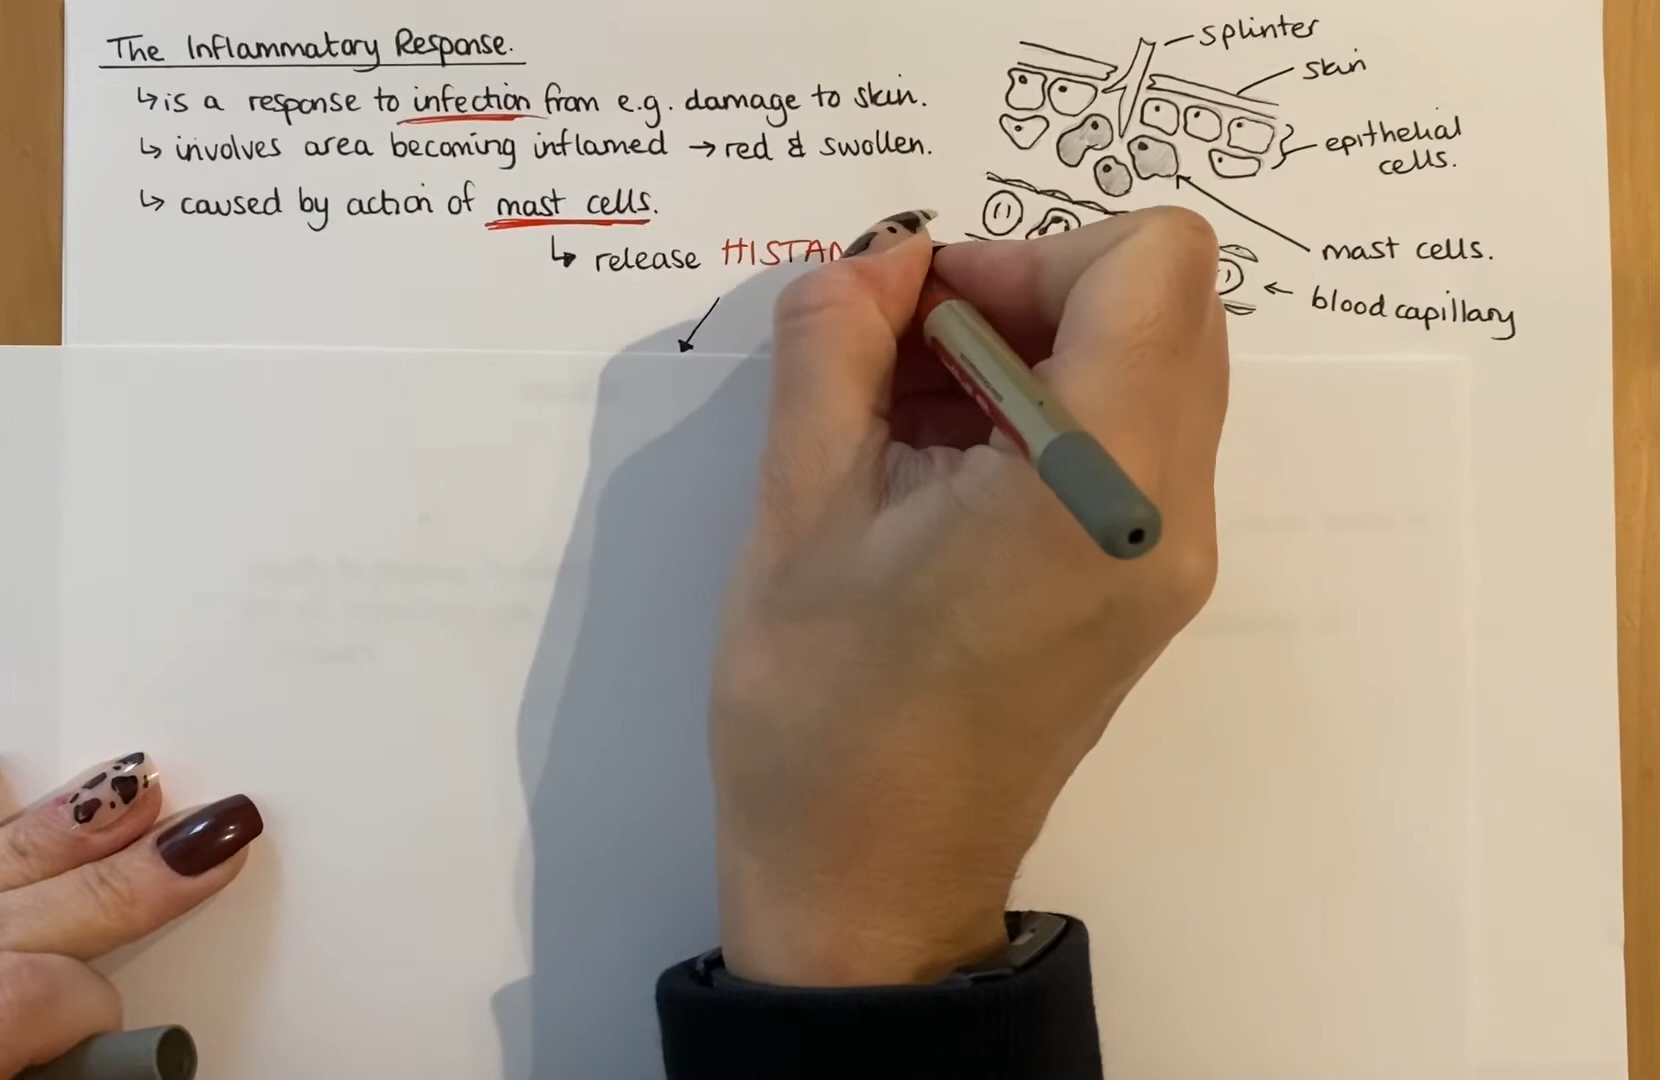 The Inflammatory Response.
↳ is a response to infection from e.g. damage to skin.
↳ involves area becoming inflamed → red & swollen.
↳ caused by action of mast cells.
↳ release
splinter
skin
epithelial
cells.
mast cells.
blood capillary